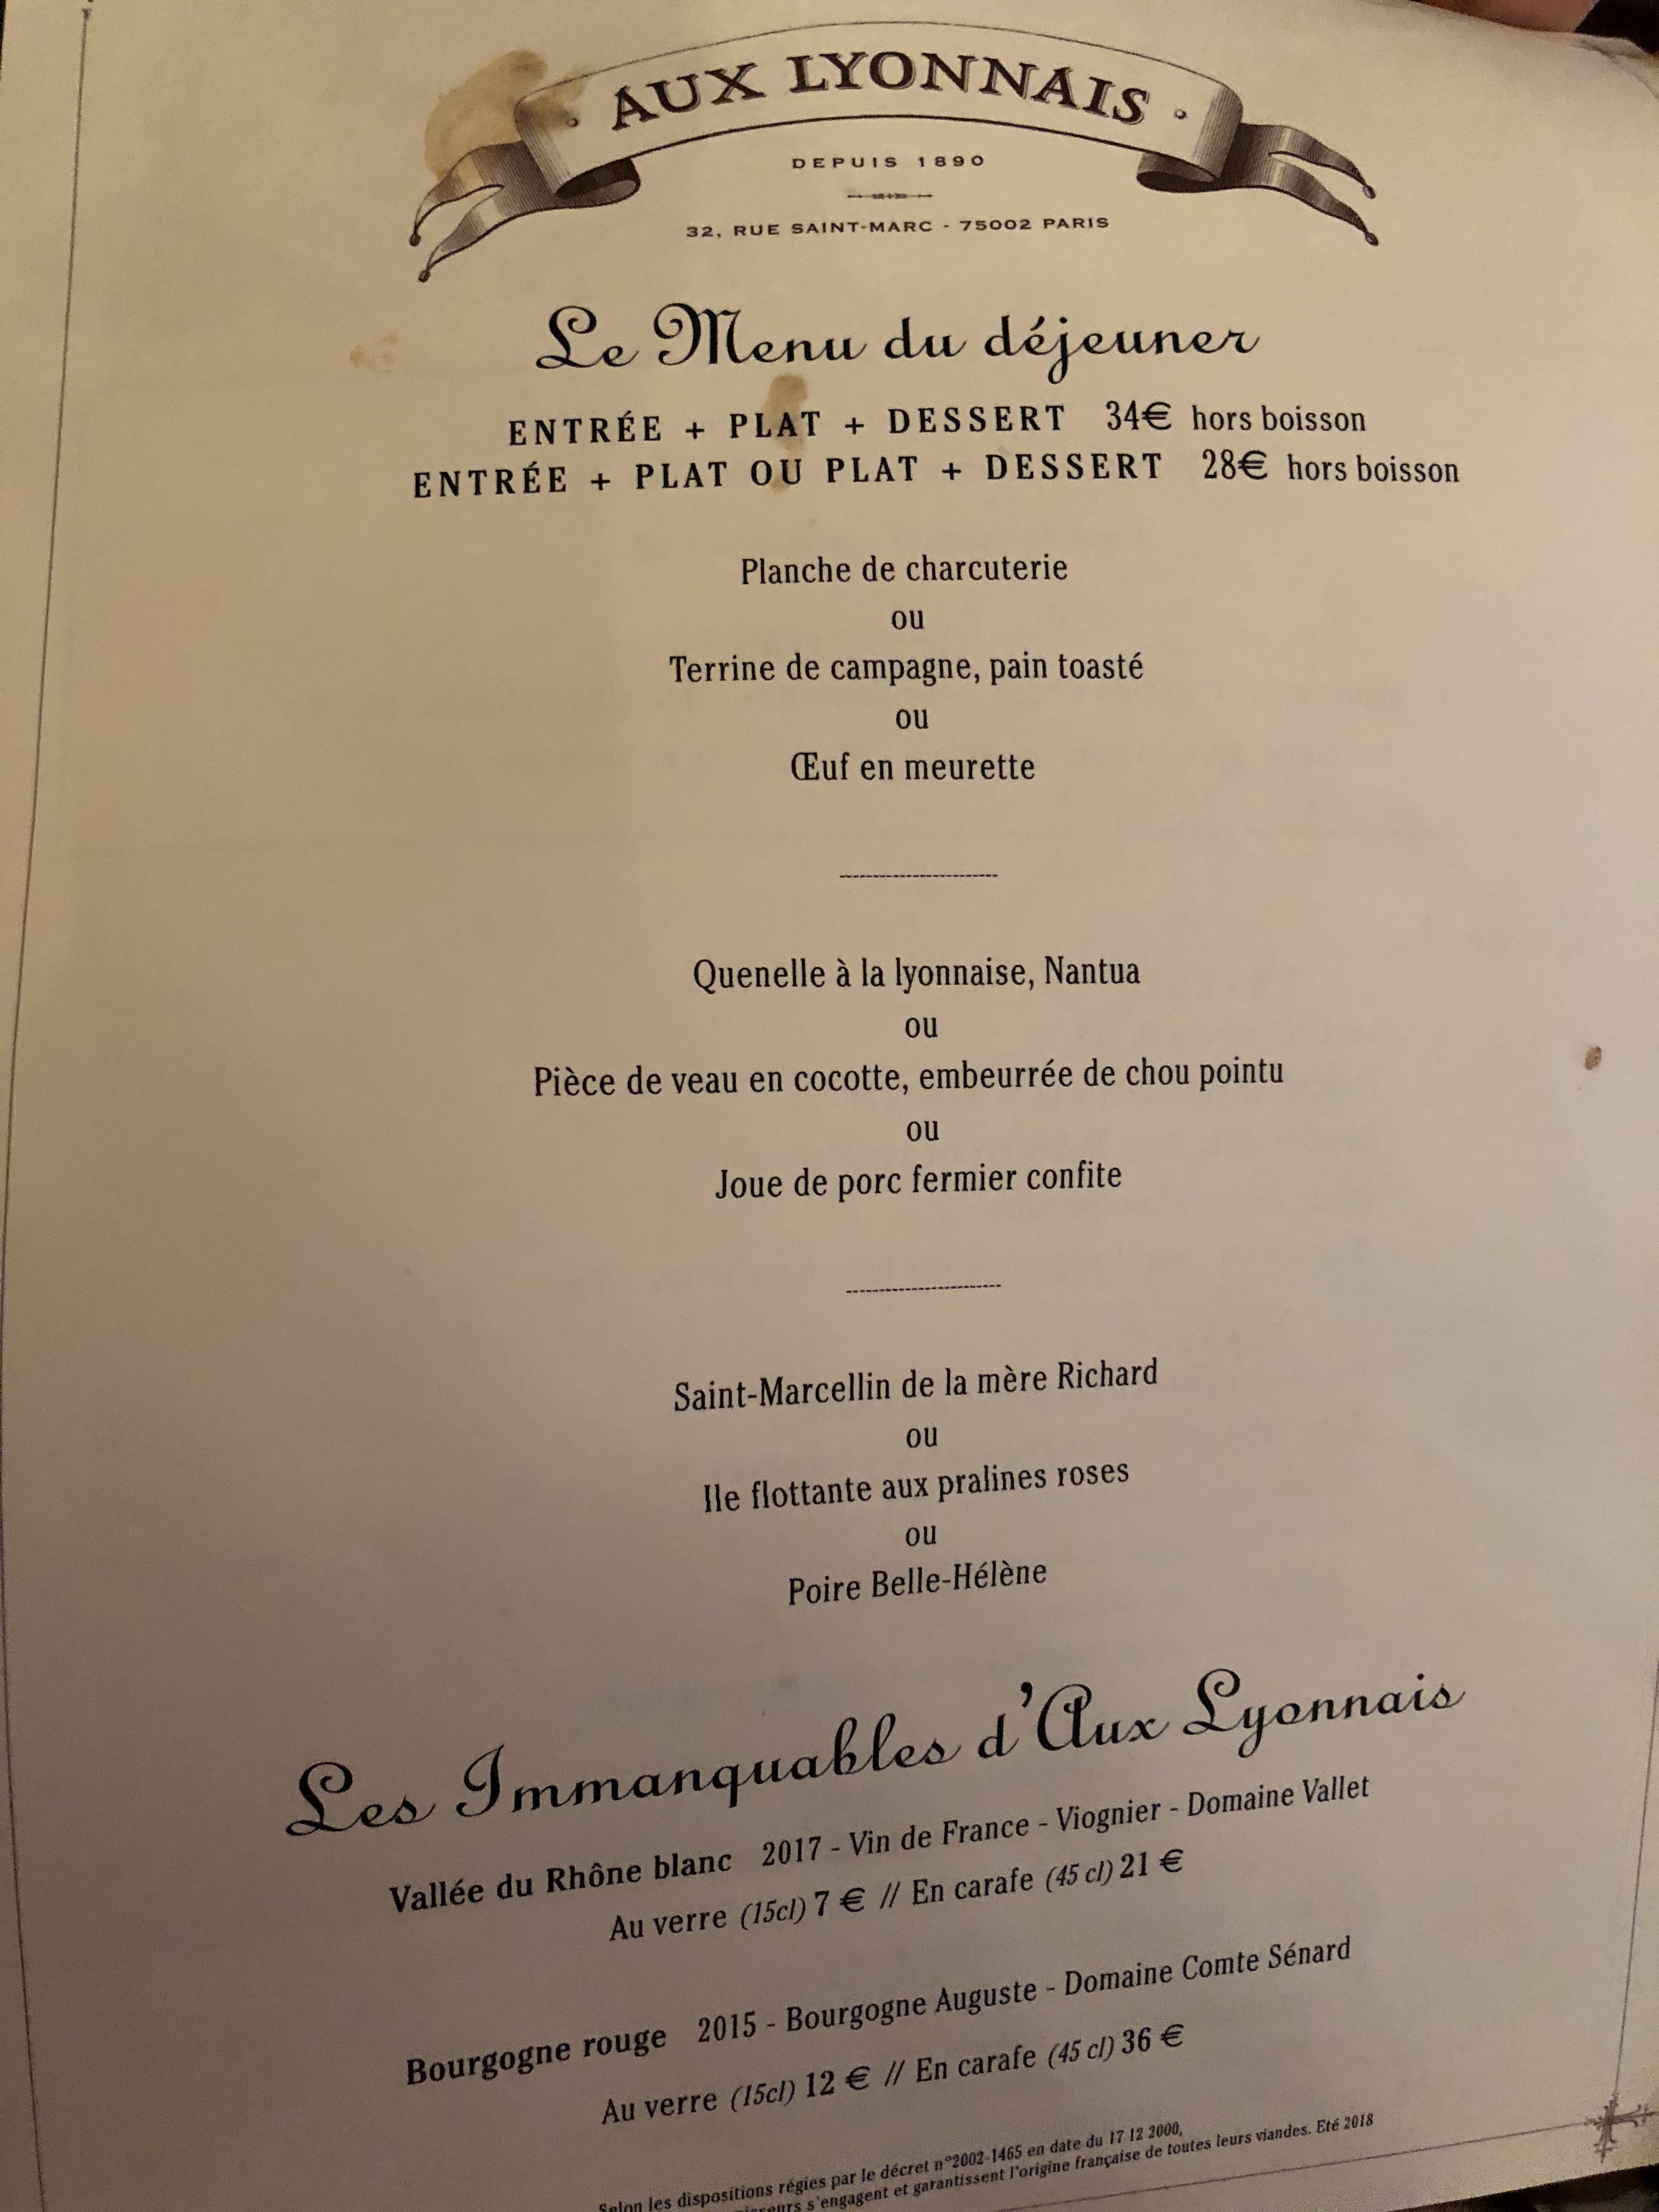 AUX LYONNAIS
DEPUIS 1890
32, RUE SAINT-MARC - 75002 PARIS
Le Menu du déjeuner
ENTRÉE + PLAT + DESSERT 34€ hors boisson
ENTRÉE + PLAT OU PLAT + DESSERT 28€ hors boisson
Planche de charcuterie
ou
Terrine de campagne, pain toasté
ou
Œuf en meurette
Quenelle à la lyonnaise, Nantua
ou
Pièce de veau en cocotte, embeurrée de chou pointu
ou
Joue de porc fermier confite
Saint-Marcellin de la mère Richard
ou
Ile flottante aux pralines roses
ou
Poire Belle-Hélène
Les Immanquables d'Aux Lyonnais
Vallée du Rhône blanc 2017 - Vin de France - Viognier - Domaine Vallet
Au verre (15cl) 7 € // En carafe (45 cl) 21 €
Bourgogne rouge 2015 - Bourgogne Auguste - Domaine Comte Sénard
Au verre (15cl) 12 € // En carafe (45 cl) 36 €
Selon les dispositions régies par le décret n°2002-1465 en date du 17 12 2000,
s'engagent et garantissent l'origine française de toutes leurs viandes. Eté 2018